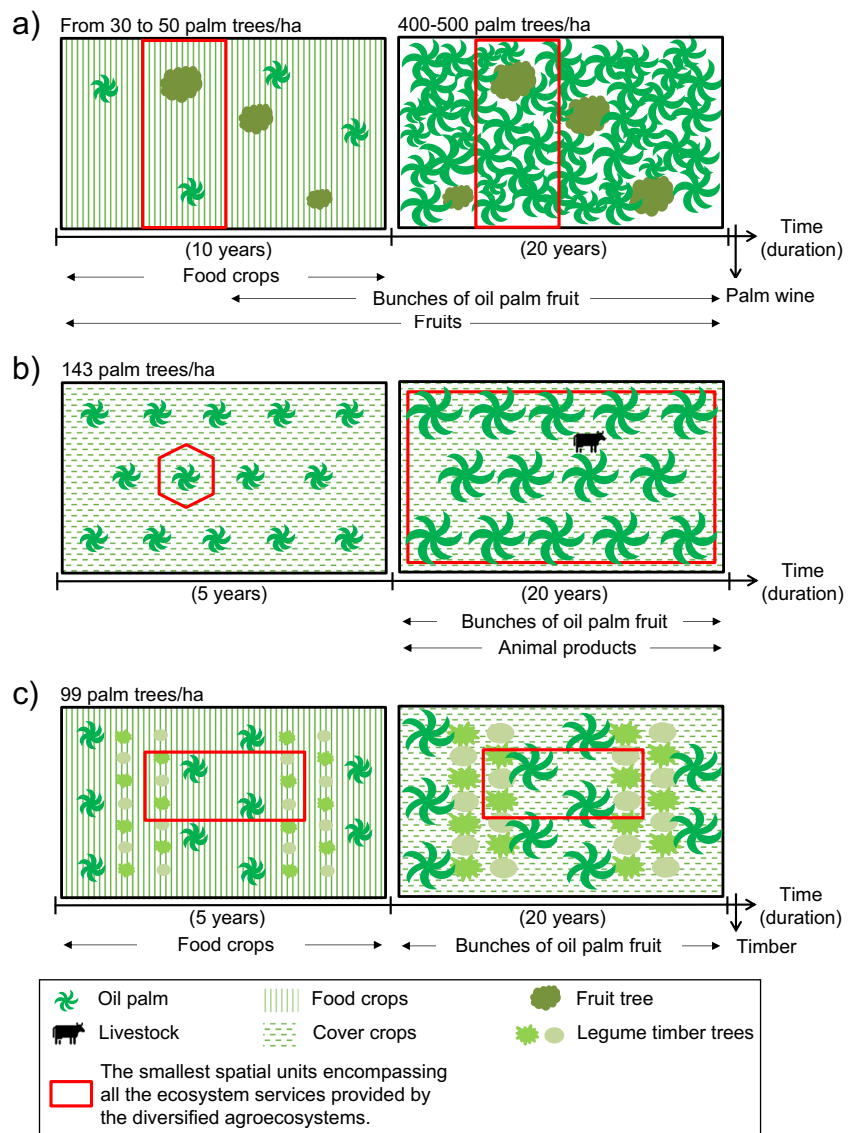 a)
From 30 to 50 palm trees/ha
400-500 palm trees/ha
(10 years)
(20 years)
Time
(duration)
Food crops
Bunches of oil palm fruit
Palm wine
Fruits
b)
143 palm trees/ha
(5 years)
(20 years)
Time
(duration)
Bunches of oil palm fruit
Animal products
c)
99 palm trees/ha
(5 years)
(20 years)
Time
(duration)
Food crops
Bunches of oil palm fruit
Timber
Oil palm
Food crops
Fruit tree
Livestock
Cover crops
Legume timber trees
The smallest spatial units encompassing
all the ecosystem services provided by
the diversified agroecosystems.